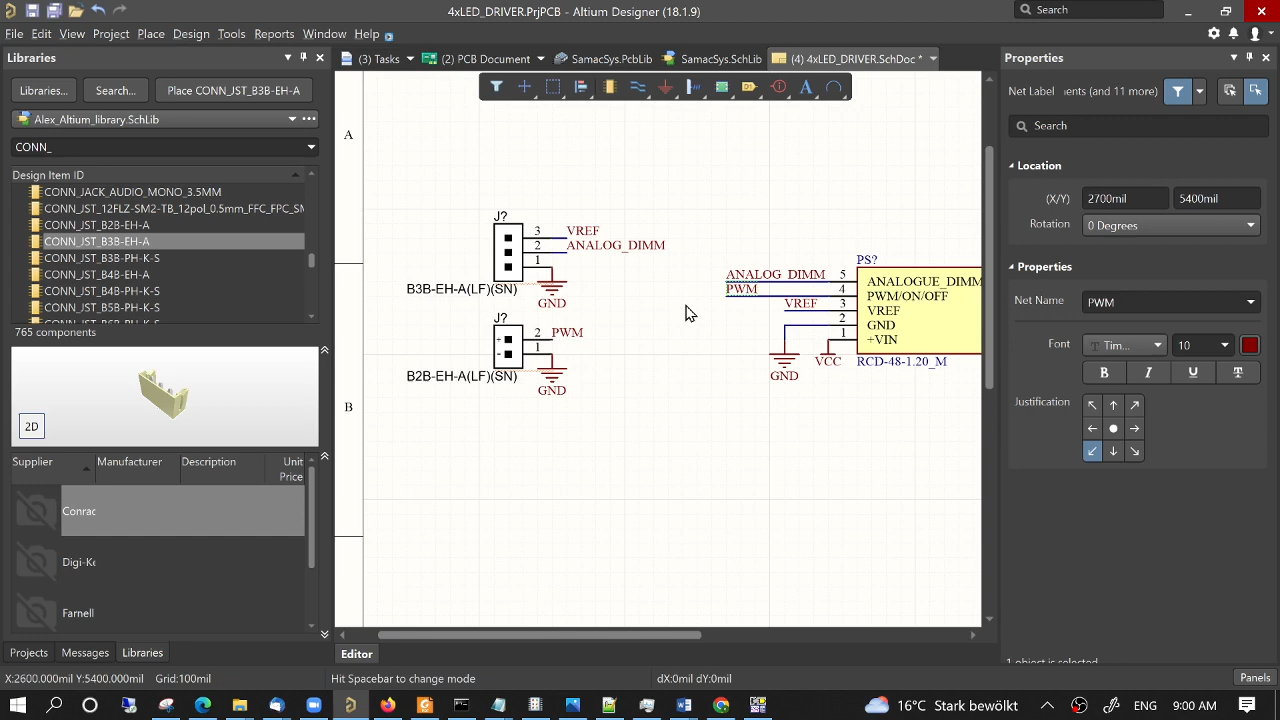 4xLED_DRIVER.PrjPCB - Altium Designer (18.1.9)
Search
File Edit View Project Place Design Tools Reports Window Help
Libraries
(3) Tasks
(2) PCB Document
SamacSys.PcbLib
SamacSys.SchLib
(4) 4xLED_DRIVER.SchDoc *
Properties
Libraries...
Search...
Place CONN_JST_B3B-EH-A
Net Label
ents (and 11 more)
Alex_Altium_library.SchLib
Search
CONN_
Design Item ID
CONN_JACK_AUDIO_MONO_3.5MM
CONN_JST_12FLZ-SM2-TB_12pol_0.5mm_FFC_FPC_SM
CONN_JST_B2B-EH-A
CONN_JST_B3B-EH-A
CONN_JST_B3B-PH-K-S
CONN_JST_B4B-EH-A
CONN_JST_B4B-PH-K-S
CONN_JST_B5B-PH-K-S
765 components
2D
Supplier
Manufacturer
Description
Unit
Price
Conrad
Digi-Ke
Farnell
Projects
Messages
Libraries
A
B
J?
3 VREF
2 ANALOG_DIMM
1
B3B-EH-A(LF)(SN)
GND
J?
+ 2 PWM
- 1
B2B-EH-A(LF)(SN)
GND
PS?
ANALOG_DIMM 5 ANALOGUE_DIMM
PWM 4 PWM/ON/OFF
VREF 3 VREF
2 GND
1 +VIN
GND
VCC
RCD-48-1.20_M
Editor
Location
(X/Y) 2700mil 5400mil
Rotation 0 Degrees
Properties
Net Name PWM
Font T Tim... 10
B I U T
Justification
1 object is selected
X:2600.000mil Y:5400.000mil Grid:100mil
Hit Spacebar to change mode
dX:0mil dY:0mil
Panels
16°C Stark bewölkt
ENG
9:00 AM